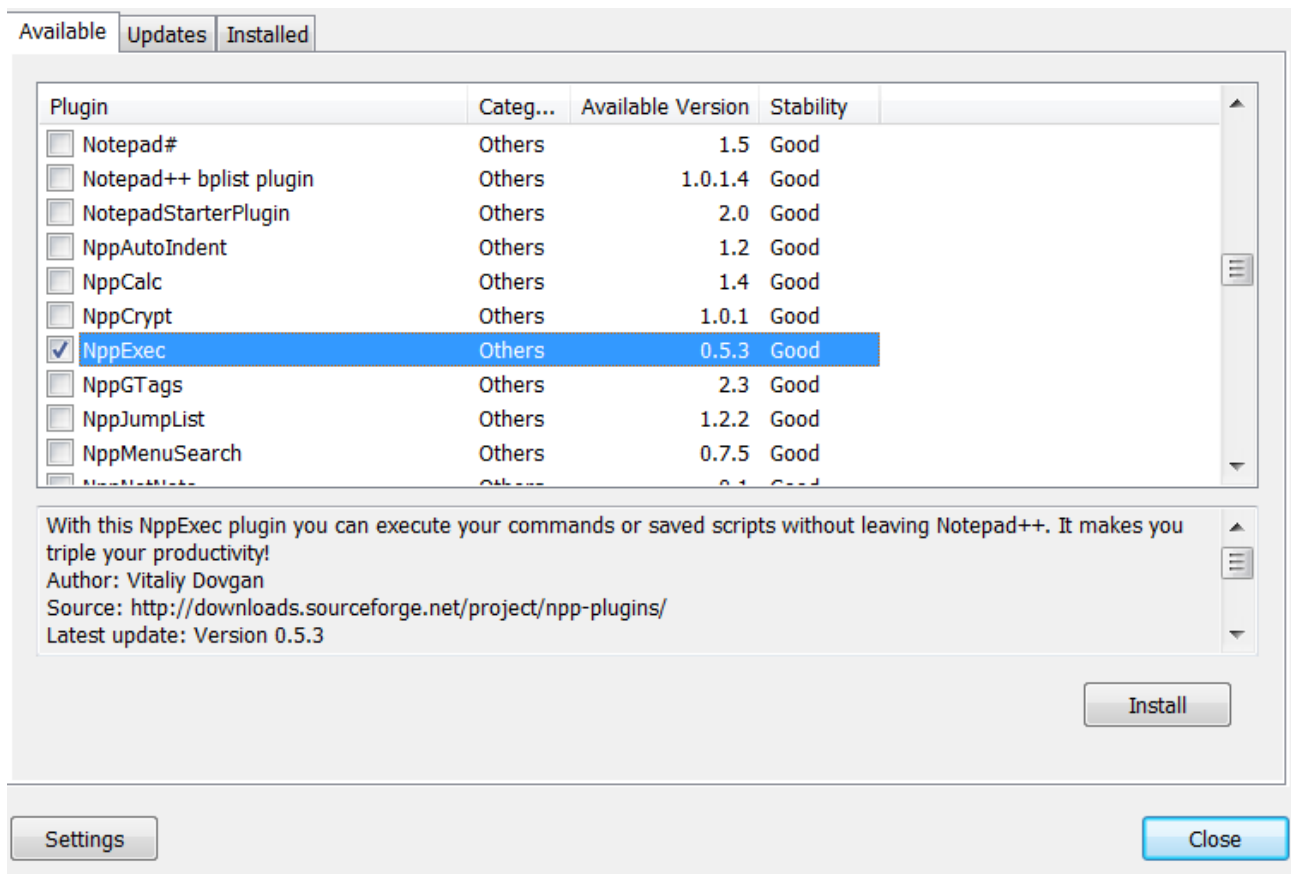 Available Updates Installed
Plugin Categ... Available Version Stability
Notepad# Others 1.5 Good
Notepad++ bplist plugin Others 1.0.1.4 Good
NotepadStarterPlugin Others 2.0 Good
NppAutoIndent Others 1.2 Good
NppCalc Others 1.4 Good
NppCrypt Others 1.0.1 Good
NppExec Others 0.5.3 Good
NppGTags Others 2.3 Good
NppJumpList Others 1.2.2 Good
NppMenuSearch Others 0.7.5 Good
With this NppExec plugin you can execute your commands or saved scripts without leaving Notepad++. It makes you
triple your productivity!
Author: Vitaliy Dovgan
Source: http://downloads.sourceforge.net/project/npp-plugins/
Latest update: Version 0.5.3
Install
Settings Close